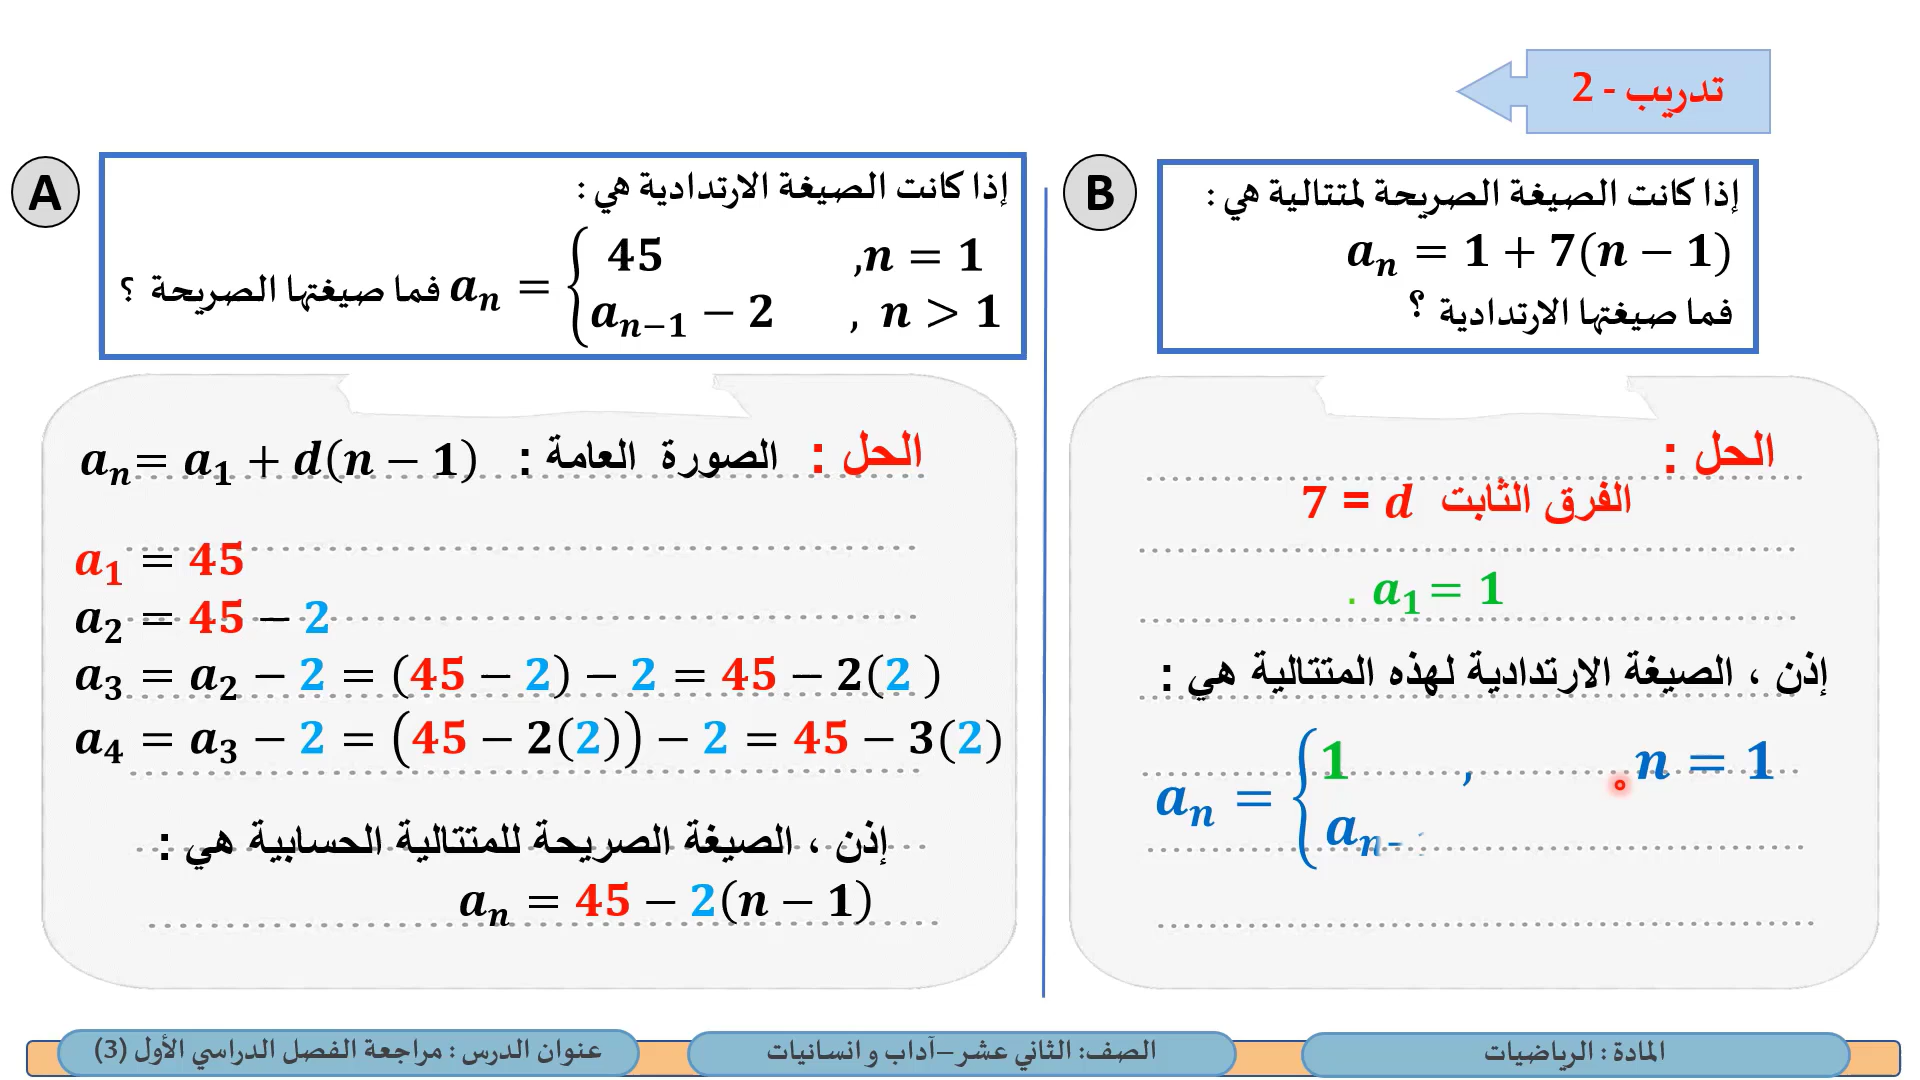 تدريب - 2
A
إذا كانت الصيغة الارتدادية هي :
a_n = { 45 ,n = 1
a_{n−1} − 2 , n > 1
فما صيغتها الصريحة ؟
الحل : الصورة العامة : a_n = a_1 + d(n − 1)
a_1 = 45
a_2 = 45 − 2
a_3 = a_2 − 2 = (45 − 2) − 2 = 45 − 2(2 )
a_4 = a_3 − 2 = (45 − 2(2)) − 2 = 45 − 3(2)
إذن ، الصيغة الصريحة للمتتالية الحسابية هي :
a_n = 45 − 2(n − 1)
B
إذا كانت الصيغة الصريحة لمتتالية هي :
a_n = 1 + 7(n − 1)
فما صيغتها الارتدادية ؟
الحل :
الفرق الثابت d = 7
a_1 = 1 .
إذن ، الصيغة الارتدادية لهذه المتتالية هي :
a_n = { 1 , n = 1
a_{n-
المادة : الرياضيات
الصف: الثاني عشر –آداب و انسانيات
عنوان الدرس : مراجعة الفصل الدراسي الأول (3)